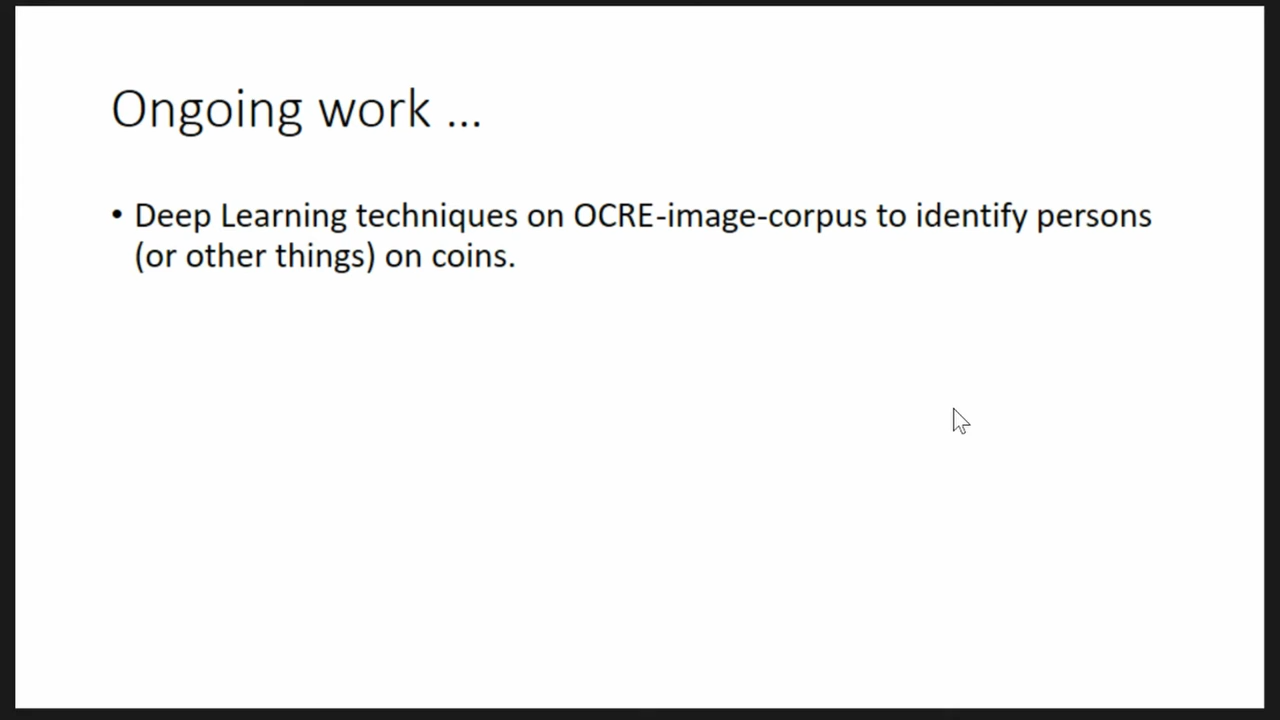 Ongoing work ...
• Deep Learning techniques on OCRE-image-corpus to identify persons
(or other things) on coins.